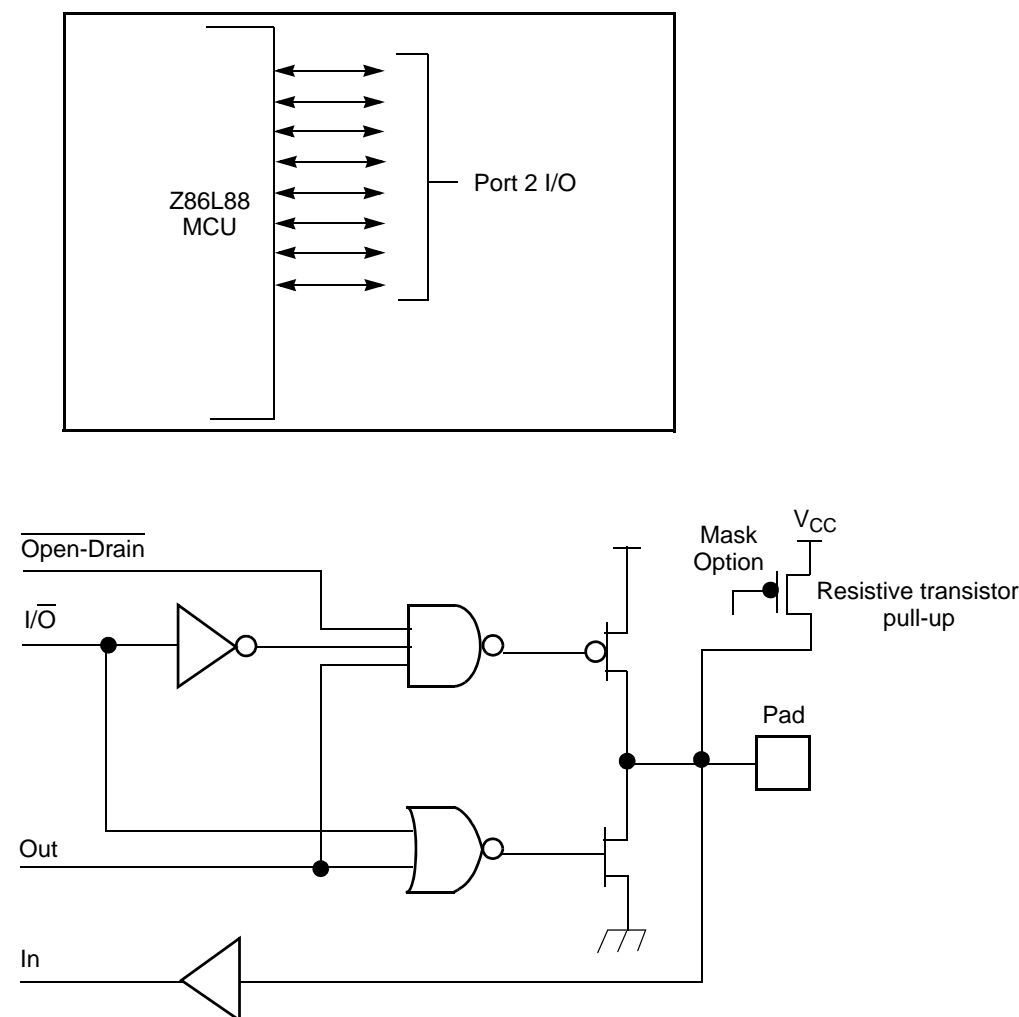 Z86L88
MCU
Port 2 I/O
Open-Drain
I/O
Mask
Option
VCC
Resistive transistor
pull-up
Pad
Out
In